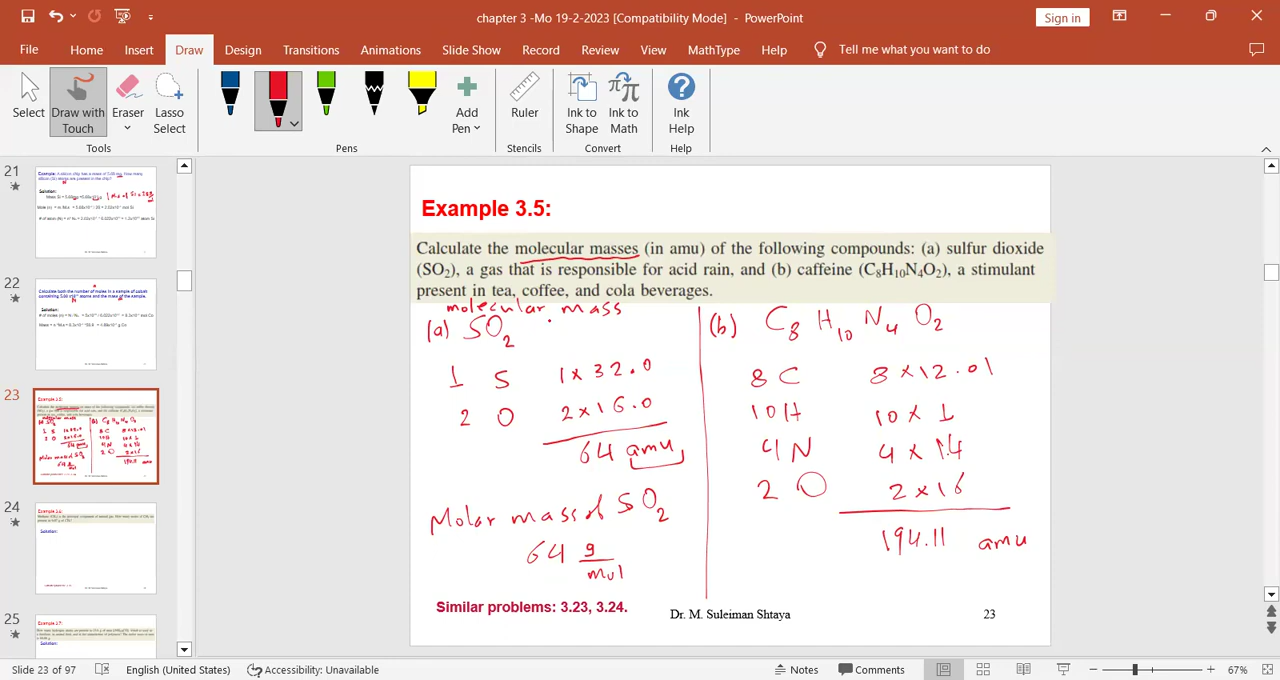 chapter 3 -Mo 19-2-2023 [Compatibility Mode] - PowerPoint
Sign in
File Home Insert Draw Design Transitions Animations Slide Show Record Review View MathType Help Tell me what you want to do
Select
Draw with Touch
Eraser
Lasso Select
Add Pen
Ruler
Ink to Shape
Ink to Math
Ink Help
Tools Pens Stencils Convert Help
21
22
23
24
25
Example 3.5:
Calculate the molecular masses (in amu) of the following compounds: (a) sulfur dioxide
(SO₂), a gas that is responsible for acid rain, and (b) caffeine (C₈H₁₀N₄O₂), a stimulant
present in tea, coffee, and cola beverages.
molecular mass
(a) SO₂
1 S 1 x 32.0
2 O 2 x 16.0
64 amu
Molar mass of SO₂
64 g/mol
(b) C₈ H₁₀ N₄ O₂
8 C 8 x 12.01
10 H 10 x 1
4 N 4 x 14
2 O 2 x 16
194.11 amu
Similar problems: 3.23, 3.24.
Dr. M. Suleiman Shtaya
23
Slide 23 of 97 English (United States) Accessibility: Unavailable Notes Comments 67%